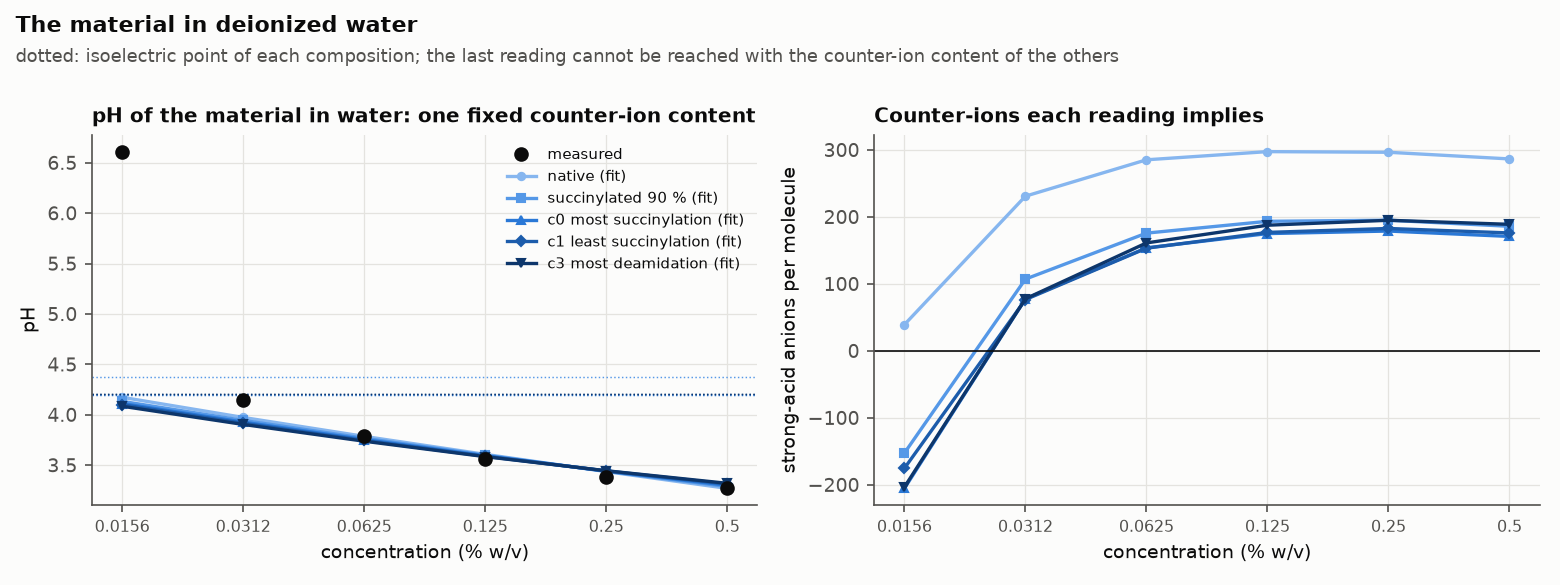 The material in deionized water
dotted: isoelectric point of each composition; the last reading cannot be reached with the counter-ion content of the others
pH of the material in water: one fixed counter-ion content
6.5
6.0
5.5
5.0
4.5
4.0
3.5
pH
measured
native (fit)
succinylated 90 % (fit)
c0 most succinylation (fit)
c1 least succinylation (fit)
c3 most deamidation (fit)
0.0156
0.0312
0.0625
0.125
0.25
0.5
concentration (% w/v)
Counter-ions each reading implies
300
200
100
0
−100
−200
strong-acid anions per molecule
0.0156
0.0312
0.0625
0.125
0.25
0.5
concentration (% w/v)